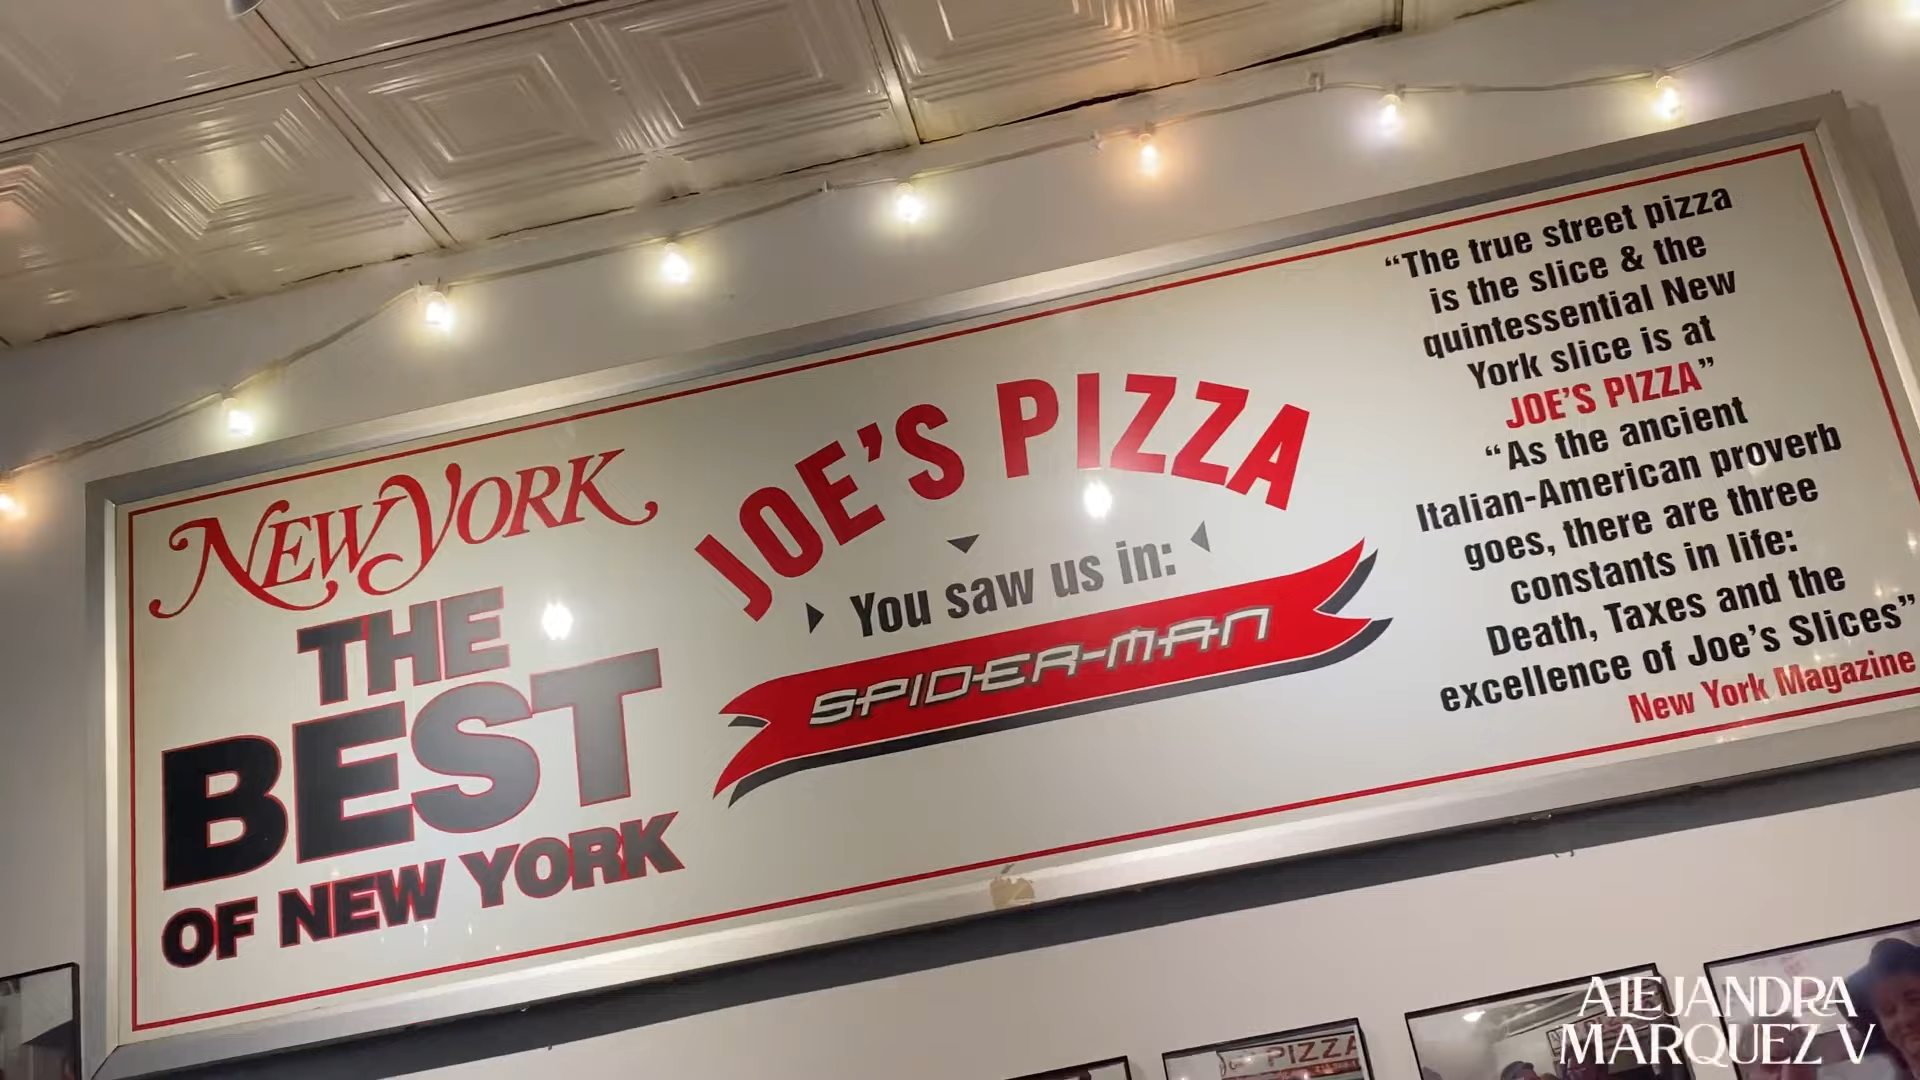 NEW YORK
THE
BEST
OF NEW YORK
JOE'S PIZZA
You saw us in:
SPIDER-MAN
“The true street pizza
is the slice & the
quintessential New
York slice is at
JOE'S PIZZA”
“As the ancient
Italian-American proverb
goes, there are three
constants in life:
Death, Taxes and the
excellence of Joe's Slices”
New York Magazine
PIZZA
ALEJANDRA
MARQUEZ V